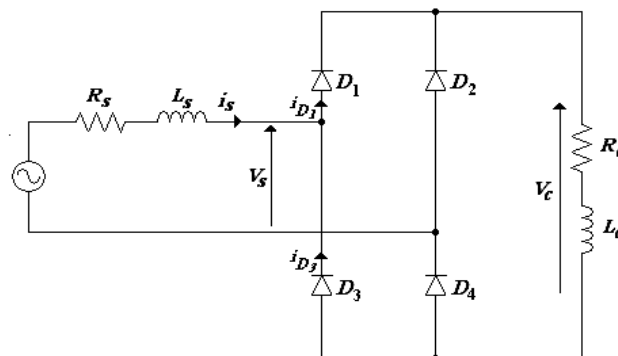 R_s
L_s
i_s
i_D1
D_1
D_2
V_s
V_c
i_D3
D_3
D_4